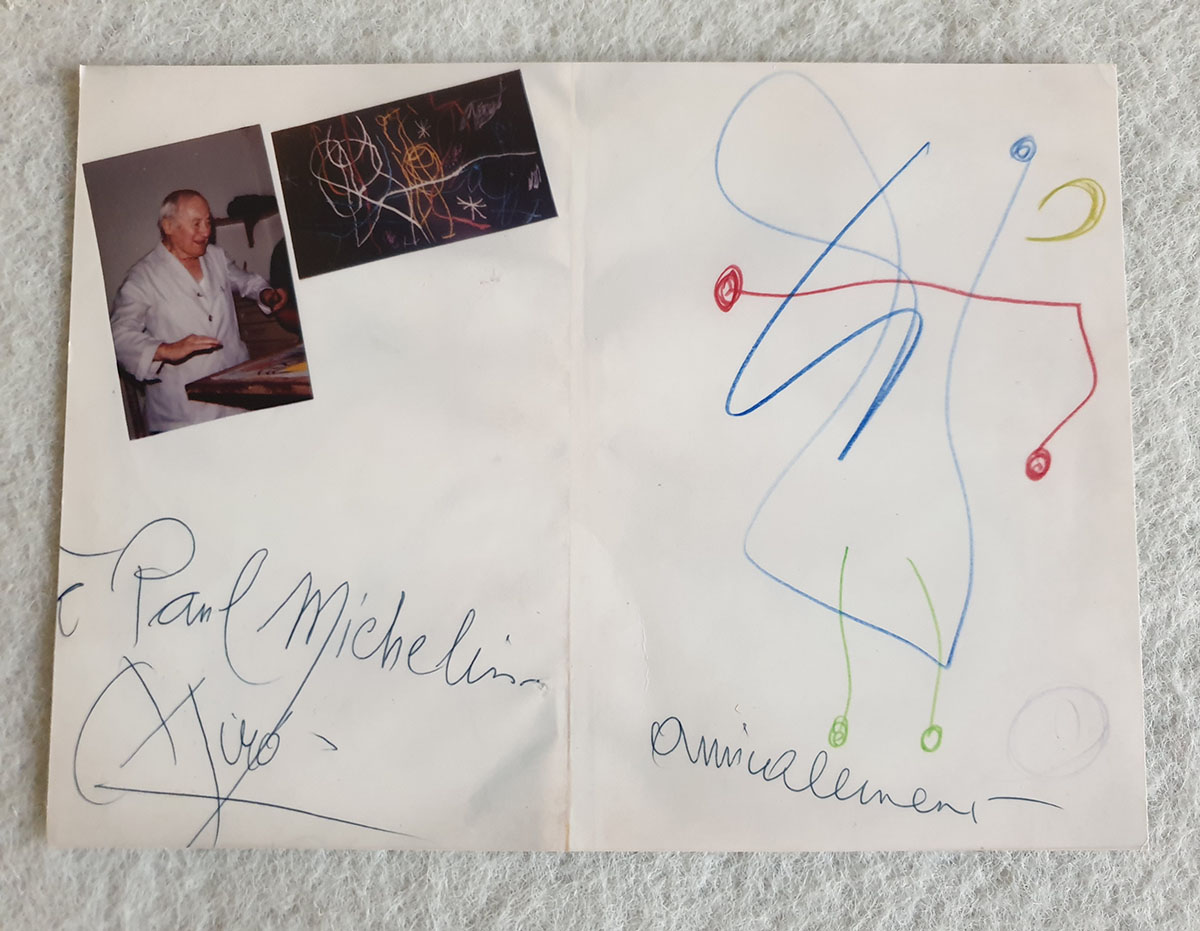 à Paul Michelin
Miró
amicalement